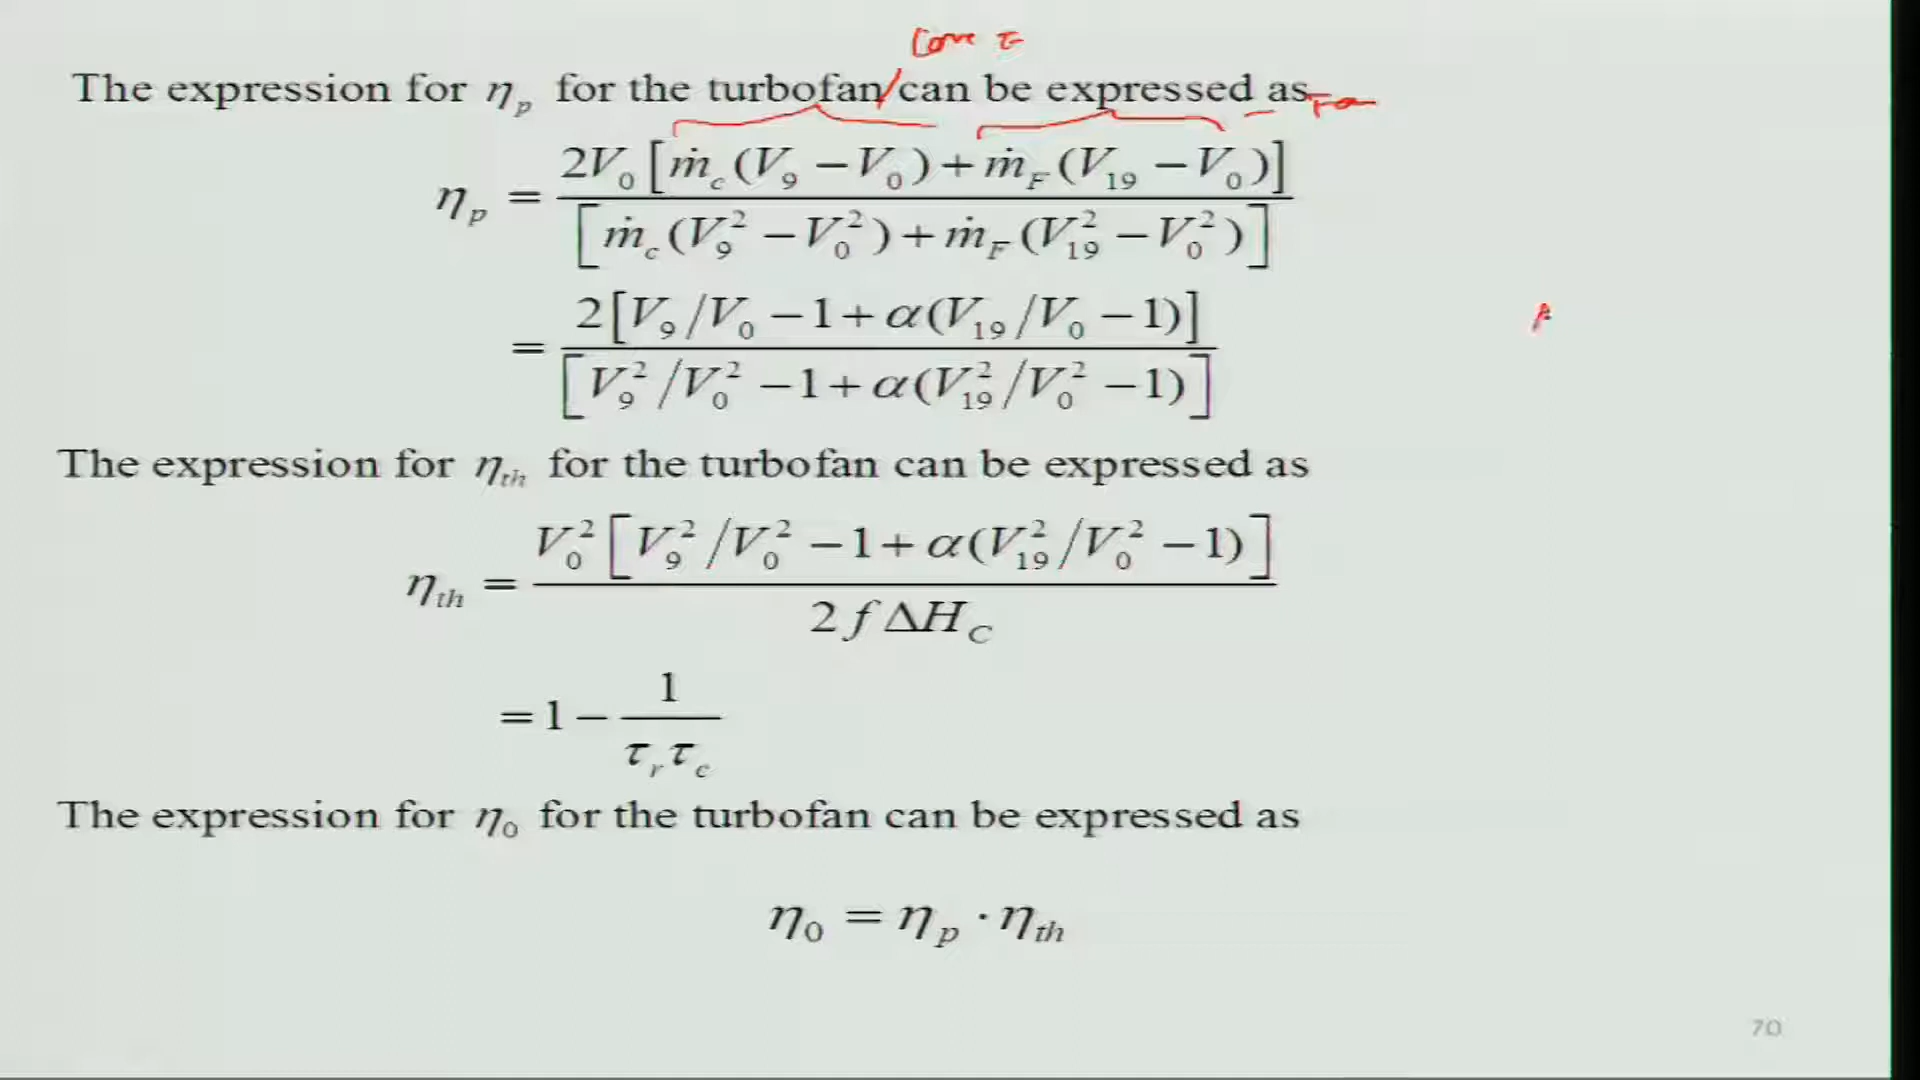 Core
The expression for η_p for the turbofan can be expressed as
η_p = 2V_0 [ṁ_c (V_9 − V_0) + ṁ_F (V_19 − V_0)] / [ṁ_c (V_9^2 − V_0^2) + ṁ_F (V_19^2 − V_0^2)]
= 2[V_9/V_0 − 1 + α(V_19/V_0 − 1)] / [V_9^2/V_0^2 − 1 + α(V_19^2/V_0^2 − 1)]
The expression for η_th for the turbofan can be expressed as
η_th = V_0^2 [V_9^2/V_0^2 − 1 + α(V_19^2/V_0^2 − 1)] / 2 f ΔH_C
= 1 − 1 / τ_r τ_c
The expression for η_0 for the turbofan can be expressed as
η_0 = η_p · η_th
70